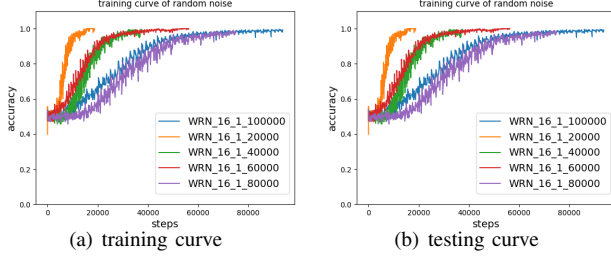 training curve of random noise
1.0
0.8
0.6
0.4
0.2
0.0
accuracy
WRN_16_1_100000
WRN_16_1_20000
WRN_16_1_40000
WRN_16_1_60000
WRN_16_1_80000
0 20000 40000 60000 80000
steps
(a) training curve
training curve of random noise
1.0
0.8
0.6
0.4
0.2
0.0
accuracy
WRN_16_1_100000
WRN_16_1_20000
WRN_16_1_40000
WRN_16_1_60000
WRN_16_1_80000
0 20000 40000 60000 80000
steps
(b) testing curve